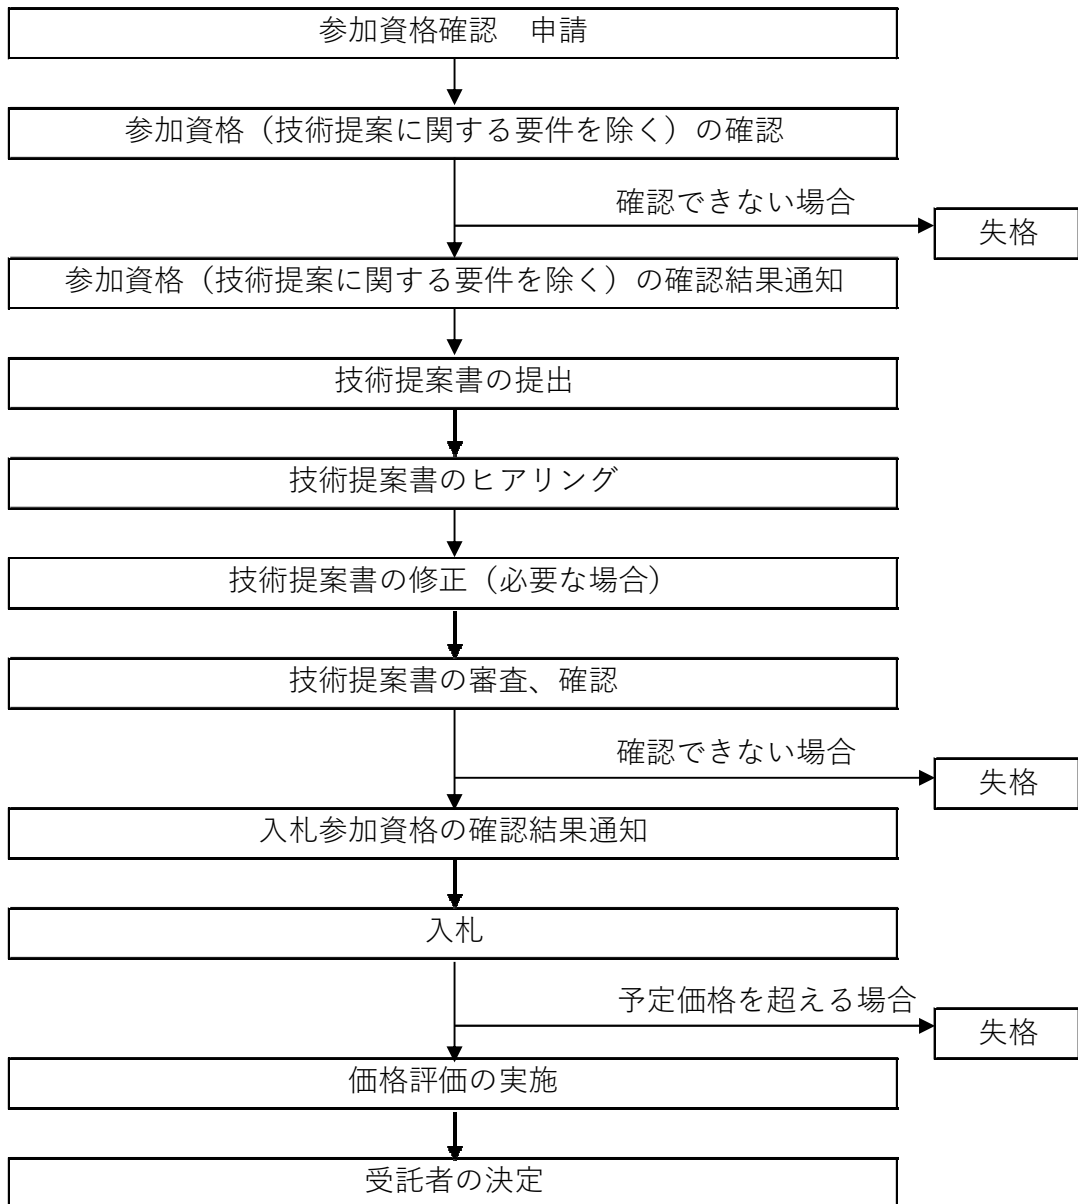 参加資格確認　申請
参加資格（技術提案に関する要件を除く）の確認
確認できない場合
失格
参加資格（技術提案に関する要件を除く）の確認結果通知
技術提案書の提出
技術提案書のヒアリング
技術提案書の修正（必要な場合）
技術提案書の審査、確認
確認できない場合
失格
入札参加資格の確認結果通知
入札
予定価格を超える場合
失格
価格評価の実施
受託者の決定